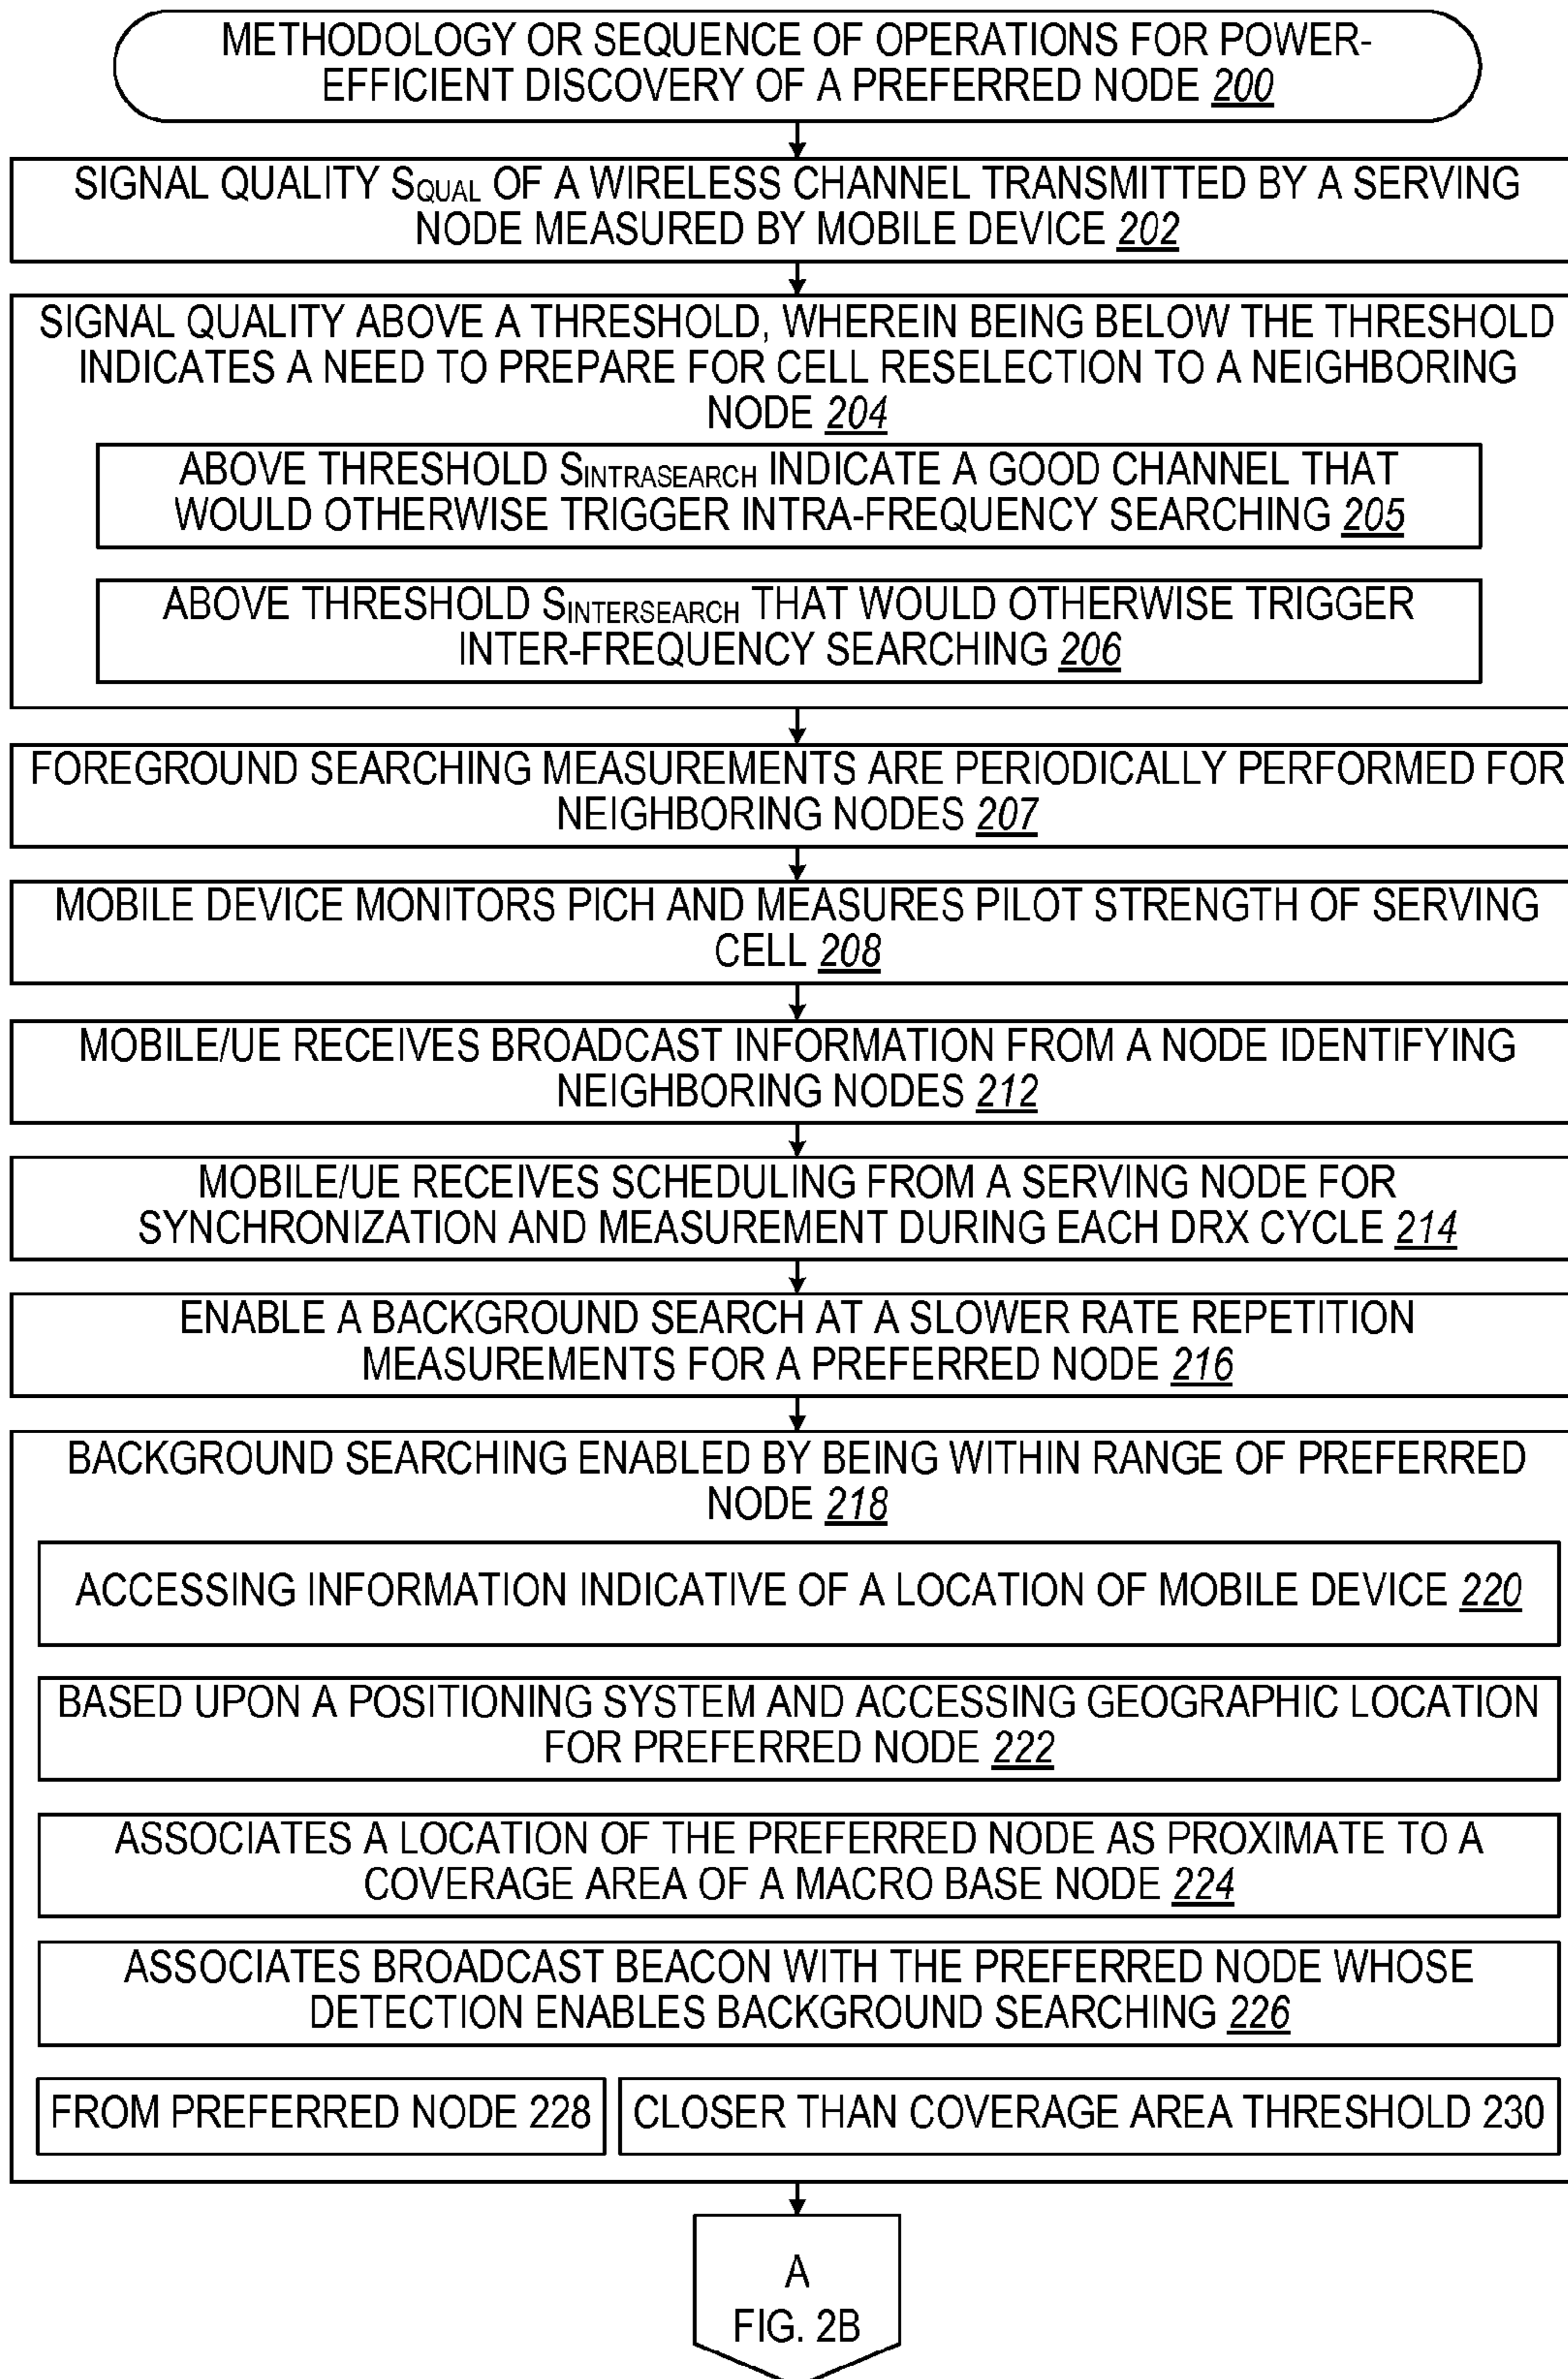 METHODOLOGY OR SEQUENCE OF OPERATIONS FOR POWER-
EFFICIENT DISCOVERY OF A PREFERRED NODE 200
SIGNAL QUALITY SQUAL OF A WIRELESS CHANNEL TRANSMITTED BY A SERVING
NODE MEASURED BY MOBILE DEVICE 202
SIGNAL QUALITY ABOVE A THRESHOLD, WHEREIN BEING BELOW THE THRESHOLD
INDICATES A NEED TO PREPARE FOR CELL RESELECTION TO A NEIGHBORING
NODE 204
ABOVE THRESHOLD SINTRASEARCH INDICATE A GOOD CHANNEL THAT
WOULD OTHERWISE TRIGGER INTRA-FREQUENCY SEARCHING 205
ABOVE THRESHOLD SINTERSEARCH THAT WOULD OTHERWISE TRIGGER
INTER-FREQUENCY SEARCHING 206
FOREGROUND SEARCHING MEASUREMENTS ARE PERIODICALLY PERFORMED FOR
NEIGHBORING NODES 207
MOBILE DEVICE MONITORS PICH AND MEASURES PILOT STRENGTH OF SERVING
CELL 208
MOBILE/UE RECEIVES BROADCAST INFORMATION FROM A NODE IDENTIFYING
NEIGHBORING NODES 212
MOBILE/UE RECEIVES SCHEDULING FROM A SERVING NODE FOR
SYNCHRONIZATION AND MEASUREMENT DURING EACH DRX CYCLE 214
ENABLE A BACKGROUND SEARCH AT A SLOWER RATE REPETITION
MEASUREMENTS FOR A PREFERRED NODE 216
BACKGROUND SEARCHING ENABLED BY BEING WITHIN RANGE OF PREFERRED
NODE 218
ACCESSING INFORMATION INDICATIVE OF A LOCATION OF MOBILE DEVICE 220
BASED UPON A POSITIONING SYSTEM AND ACCESSING GEOGRAPHIC LOCATION
FOR PREFERRED NODE 222
ASSOCIATES A LOCATION OF THE PREFERRED NODE AS PROXIMATE TO A
COVERAGE AREA OF A MACRO BASE NODE 224
ASSOCIATES BROADCAST BEACON WITH THE PREFERRED NODE WHOSE
DETECTION ENABLES BACKGROUND SEARCHING 226
FROM PREFERRED NODE 228
CLOSER THAN COVERAGE AREA THRESHOLD 230
A
FIG. 2B